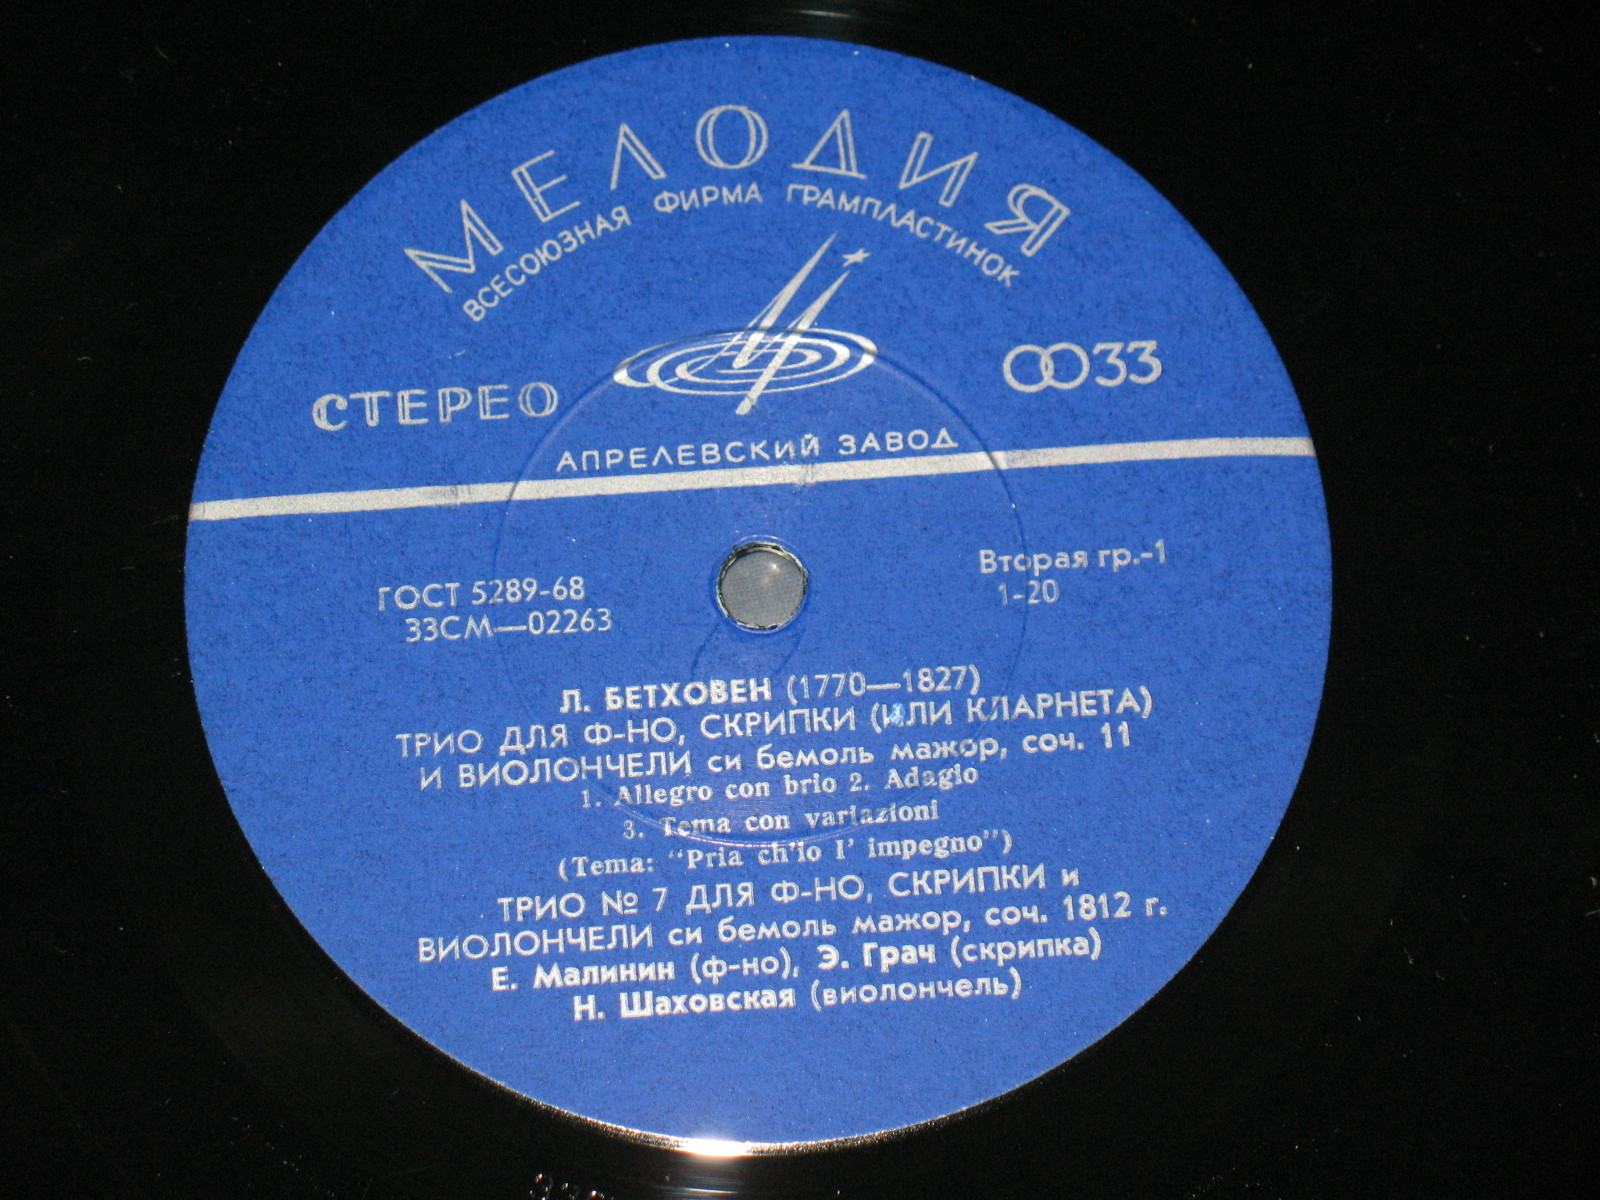 МЕЛОДИЯ
ВСЕСОЮЗНАЯ ФИРМА ГРАМПЛАСТИНОК
СТЕРЕО
33
АПРЕЛЕВСКИЙ ЗАВОД
ГОСТ 5289-68
33СМ—02263
Вторая гр.-1
1-20
Л. БЕТХОВЕН (1770—1827)
ТРИО ДЛЯ Ф-НО, СКРИПКИ (ИЛИ КЛАРНЕТА)
И ВИОЛОНЧЕЛИ си бемоль мажор, соч. 11
1. Allegro con brio 2. Adagio
3. Tema con variazioni
(Tema: “Pria ch'io l' impegno”)
ТРИО № 7 ДЛЯ Ф-НО, СКРИПКИ и
ВИОЛОНЧЕЛИ си бемоль мажор, соч. 1812 г.
Е. Малинин (ф-но), Э. Грач (скрипка)
Н. Шаховская (виолончель)